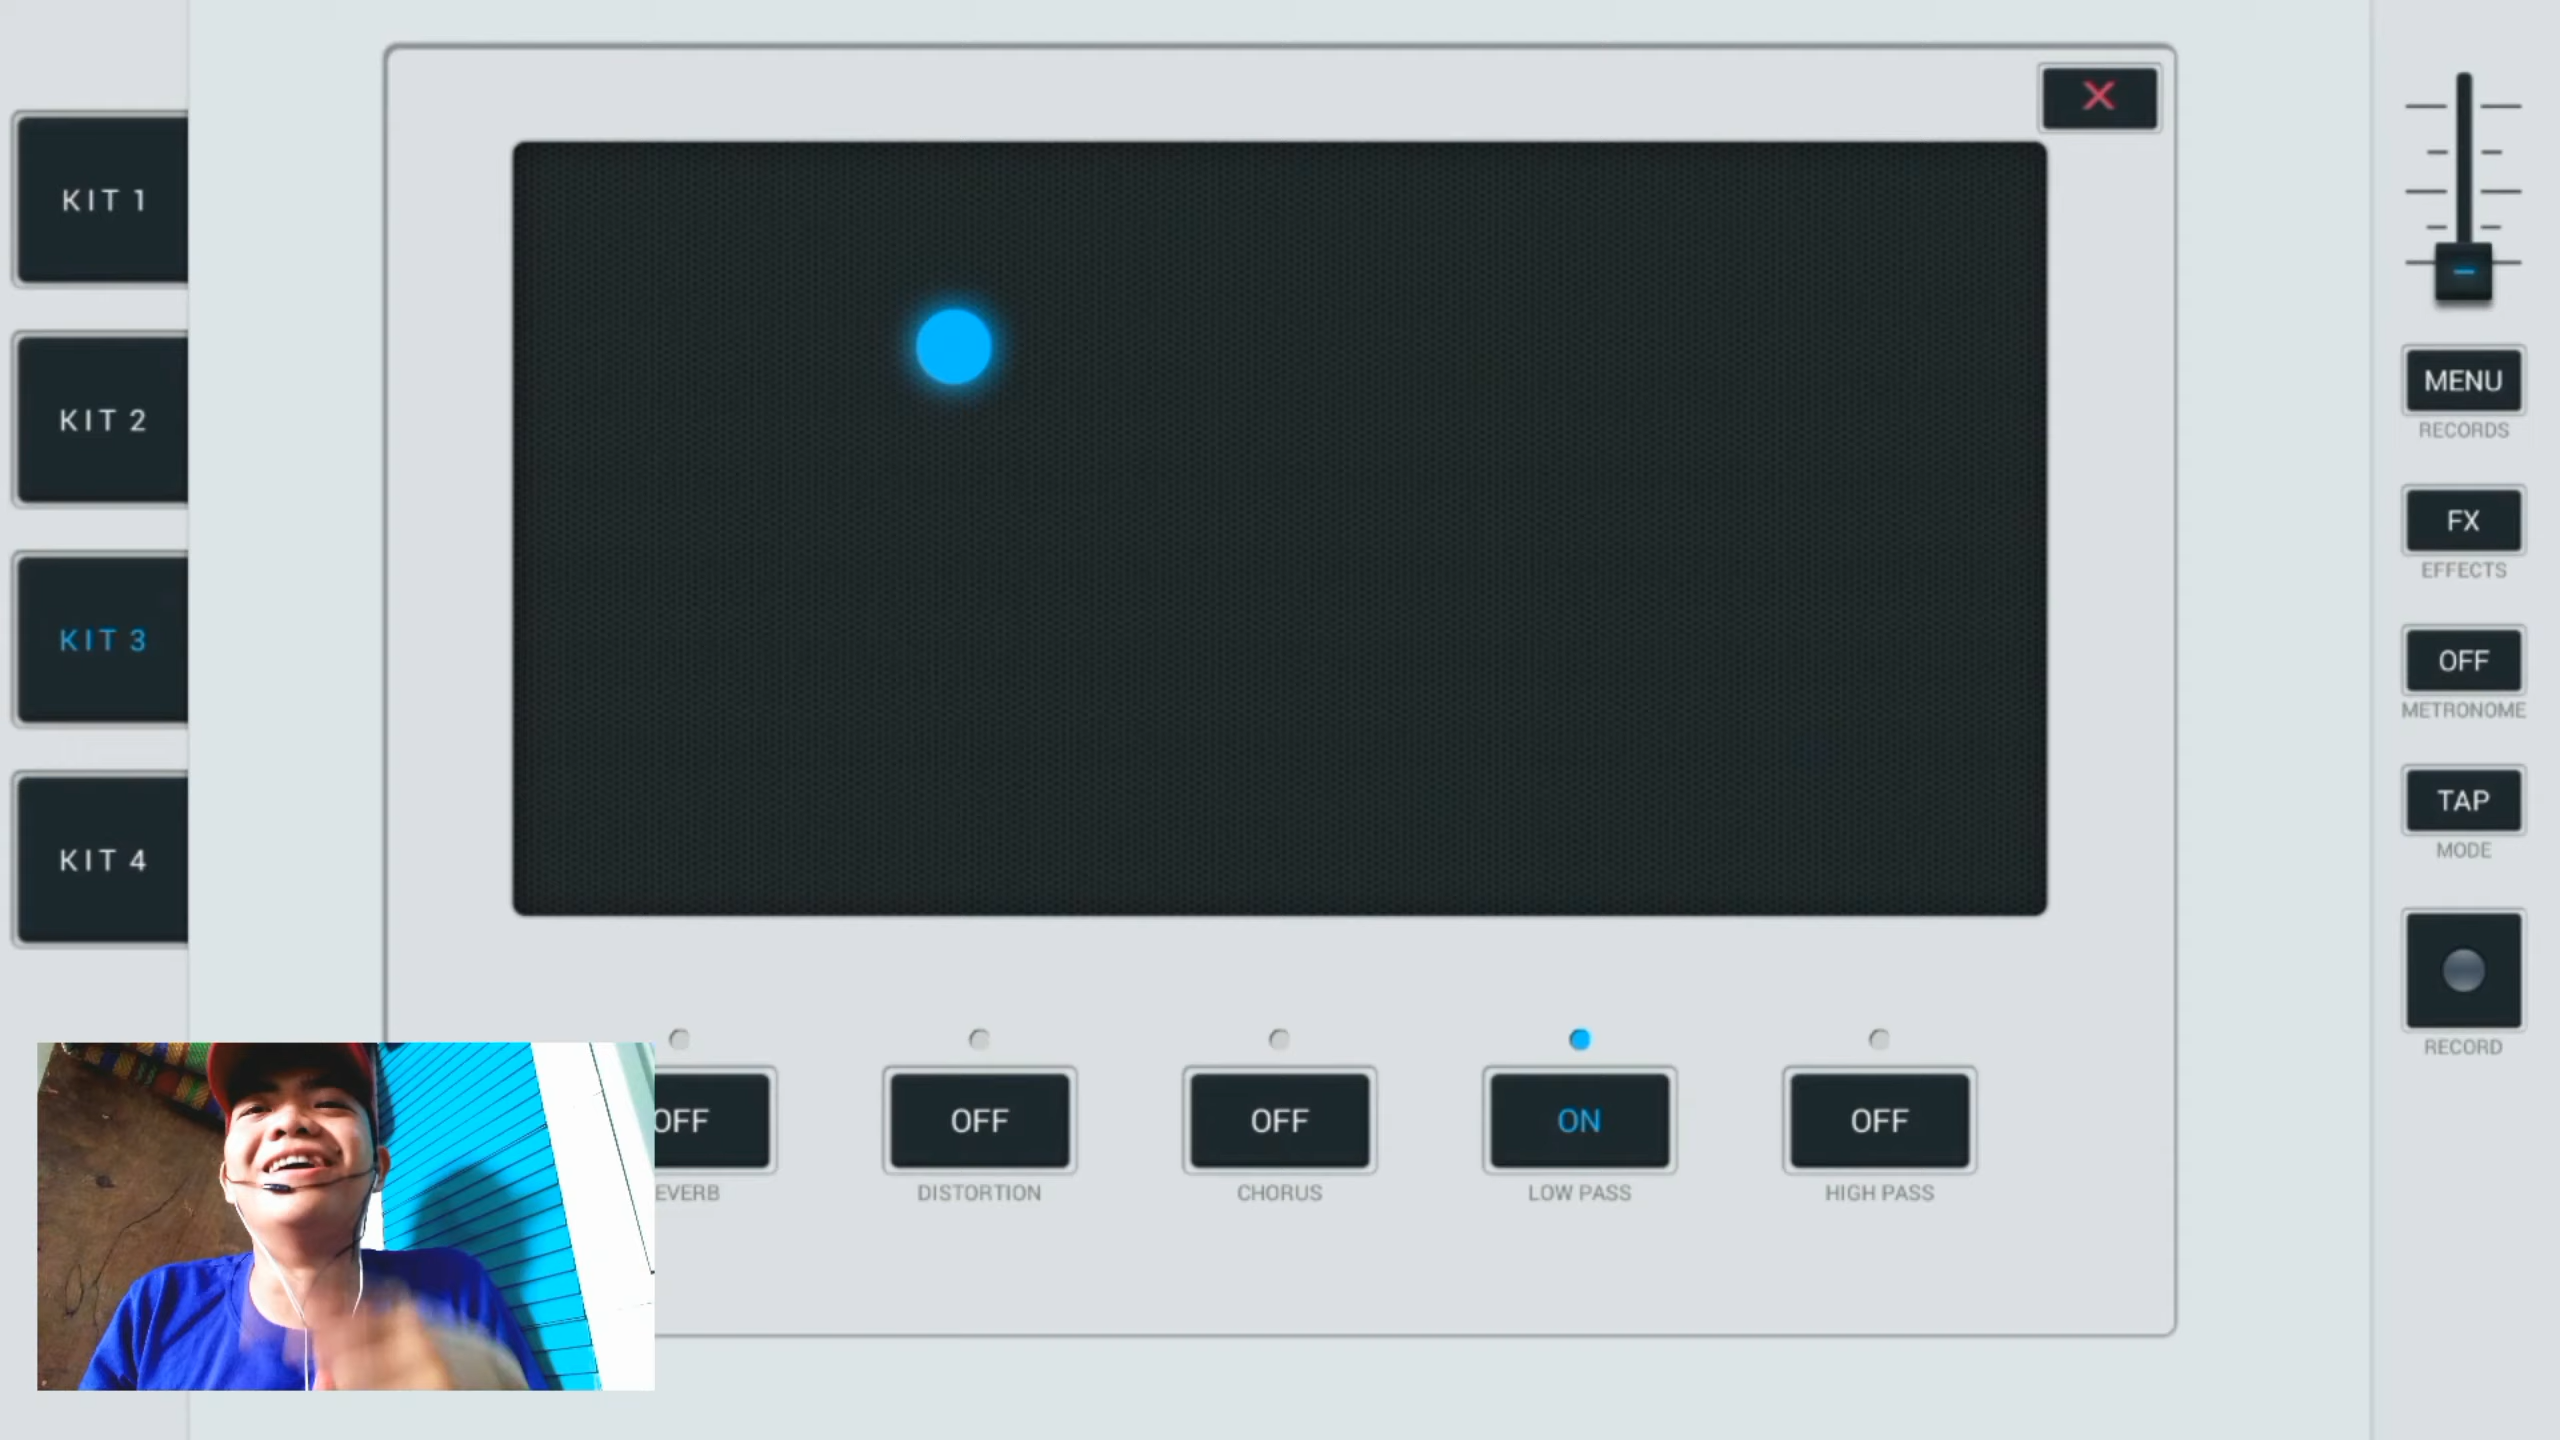 KIT 1
KIT 2
KIT 3
KIT 4
MENU
RECORDS
FX
EFFECTS
OFF
METRONOME
TAP
MODE
RECORD
OFF
EVERB
OFF
DISTORTION
OFF
CHORUS
ON
LOW PASS
OFF
HIGH PASS